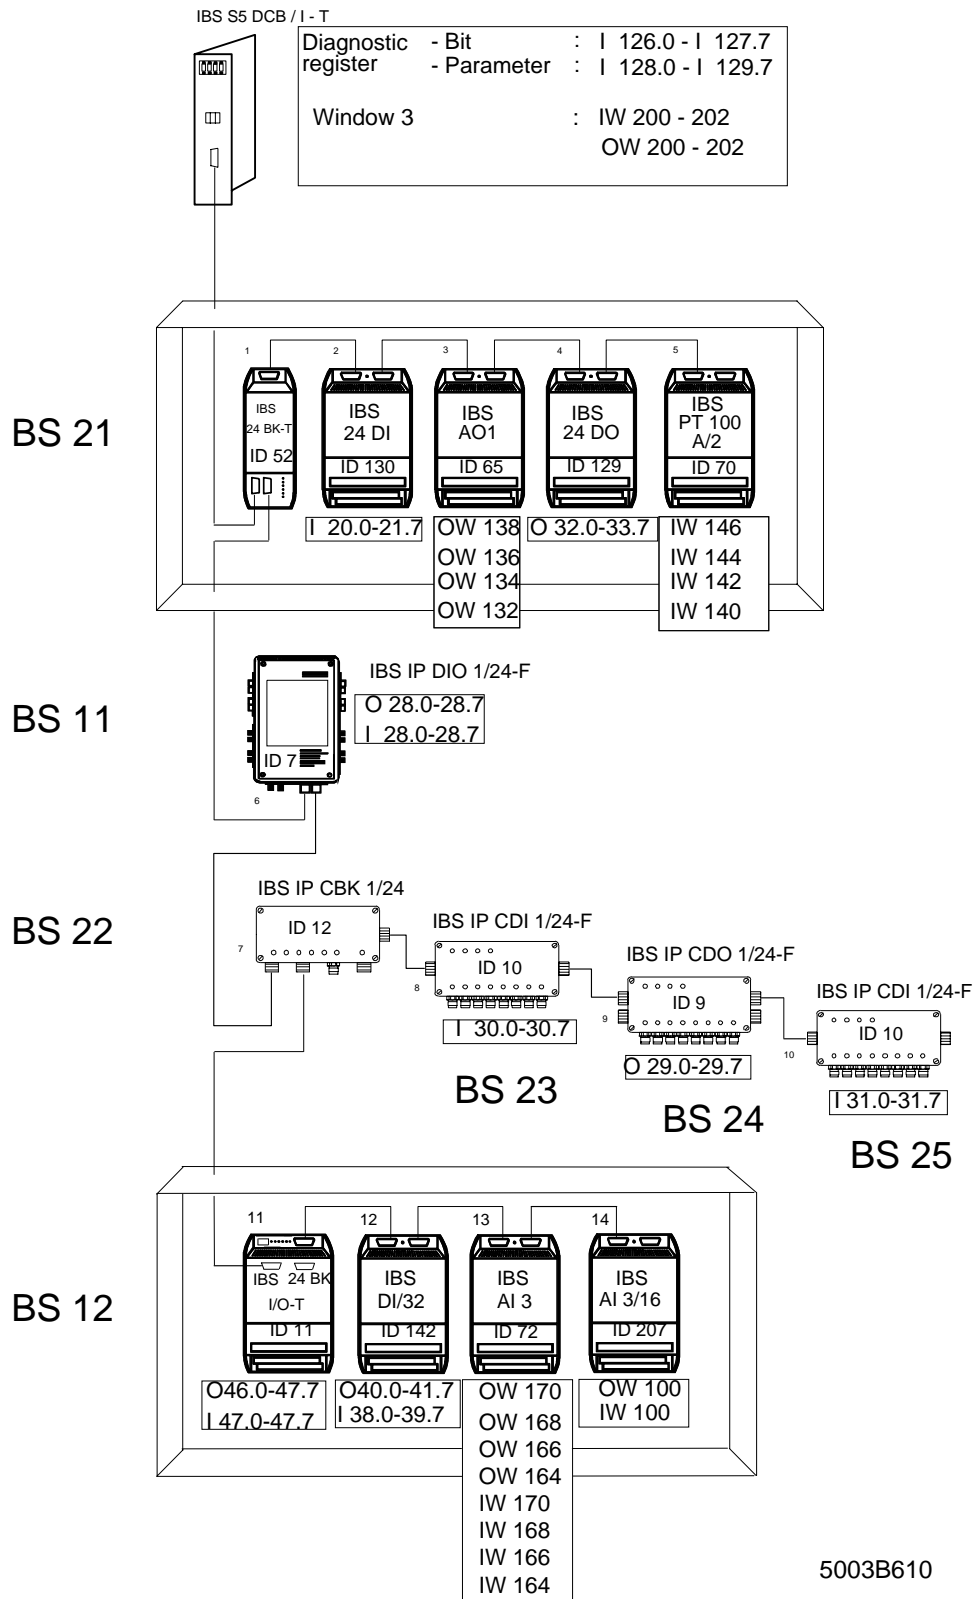 IBS S5 DCB / I - T
Diagnostic - Bit : I 126.0 - I 127.7
register - Parameter : I 128.0 - I 129.7
Window 3 : IW 200 - 202
OW 200 - 202
BS 21
1
IBS
24 BK-T
ID 52
2
IBS
24 DI
ID 130
I 20.0-21.7
3
IBS
AO1
ID 65
OW 138
OW 136
OW 134
OW 132
4
IBS
24 DO
ID 129
O 32.0-33.7
5
IBS
PT 100
A/2
ID 70
IW 146
IW 144
IW 142
IW 140
BS 11
IBS IP DIO 1/24-F
O 28.0-28.7
I 28.0-28.7
ID 7
6
BS 22
IBS IP CBK 1/24
ID 12
7
IBS IP CDI 1/24-F
ID 10
8
I 30.0-30.7
BS 23
IBS IP CDO 1/24-F
ID 9
9
O 29.0-29.7
BS 24
IBS IP CDI 1/24-F
ID 10
10
I 31.0-31.7
BS 25
BS 12
11
IBS 24 BK
I/O-T
ID 11
O46.0-47.7
I 47.0-47.7
12
IBS
DI/32
ID 142
O40.0-41.7
I 38.0-39.7
13
IBS
AI 3
ID 72
OW 170
OW 168
OW 166
OW 164
IW 170
IW 168
IW 166
IW 164
14
IBS
AI 3/16
ID 207
OW 100
IW 100
5003B610